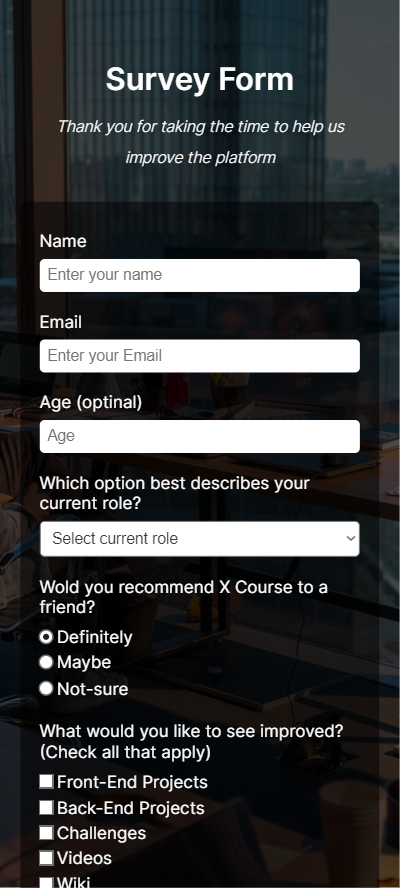 Survey Form
Thank you for taking the time to help us
improve the platform
Name
Enter your name
Email
Enter your Email
Age (optinal)
Age
Which option best describes your
current role?
Select current role
Wold you recommend X Course to a
friend?
Definitely
Maybe
Not-sure
What would you like to see improved?
(Check all that apply)
Front-End Projects
Back-End Projects
Challenges
Videos
Wiki